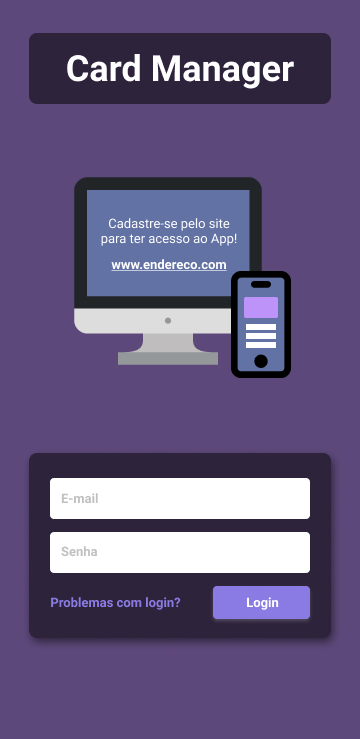 Card Manager
Cadastre-se pelo site
para ter acesso ao App!
www.endereco.com
E-mail
Senha
Problemas com login?
Login